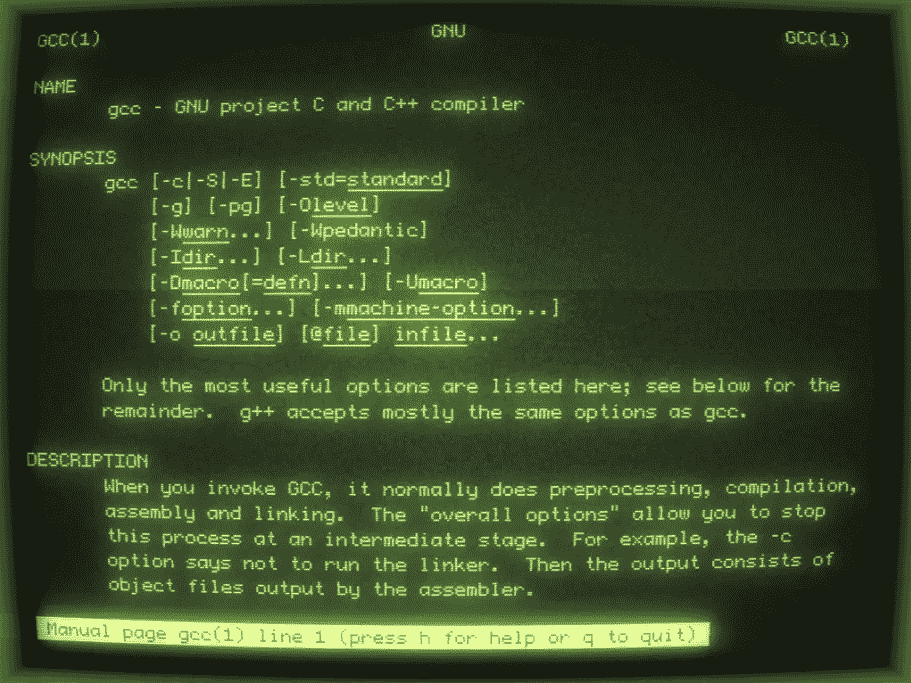 GCC(1) GNU GCC(1)
NAME
gcc - GNU project C and C++ compiler
SYNOPSIS
gcc [-c|-S|-E] [-std=standard]
[-g] [-pg] [-Olevel]
[-Wwarn...] [-Wpedantic]
[-Idir...] [-Ldir...]
[-Dmacro[=defn]...] [-Umacro]
[-foption...] [-mmachine-option...]
[-o outfile] [@file] infile...
Only the most useful options are listed here; see below for the
remainder. g++ accepts mostly the same options as gcc.
DESCRIPTION
When you invoke GCC, it normally does preprocessing, compilation,
assembly and linking. The "overall options" allow you to stop
this process at an intermediate stage. For example, the -c
option says not to run the linker. Then the output consists of
object files output by the assembler.
Manual page gcc(1) line 1 (press h for help or q to quit)